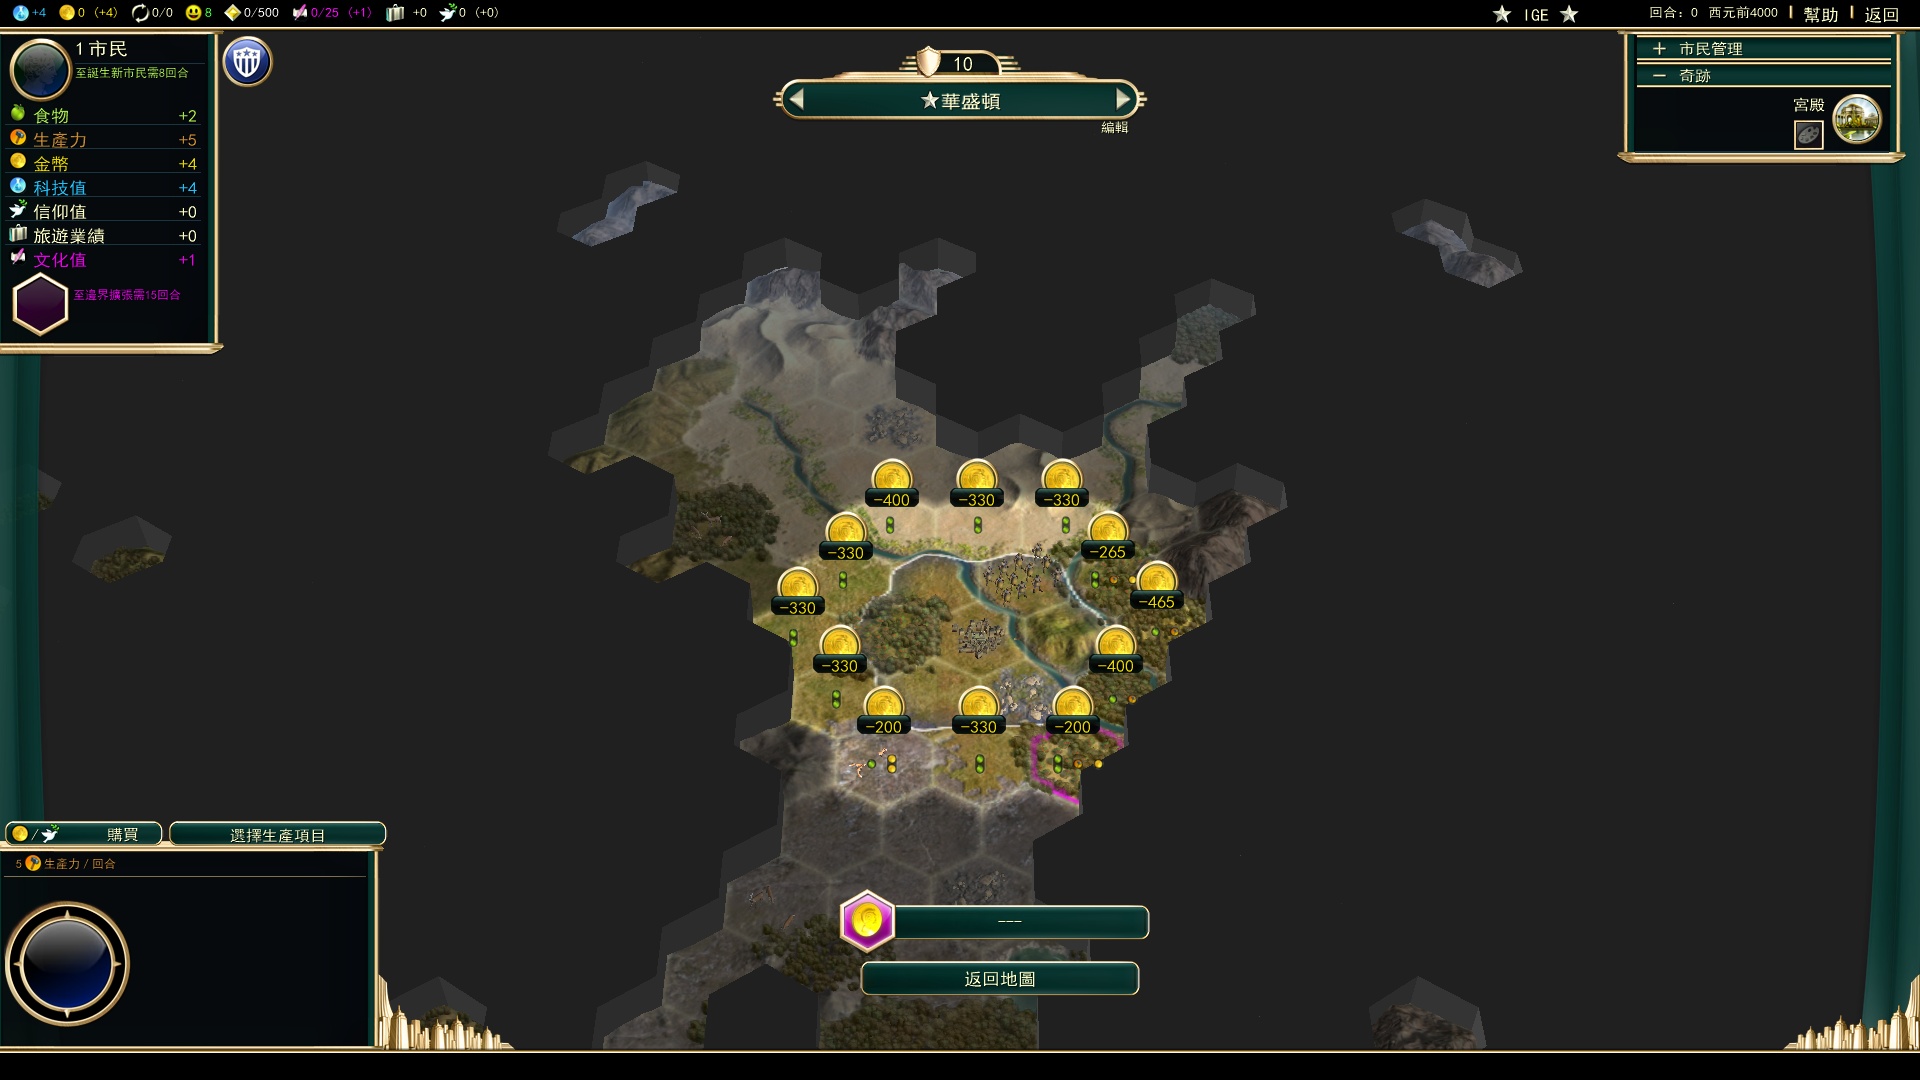 +4 0 (+4) 0/0 8 0/500 0/25 (+1) +0 0 (+0) IGE 回合：0 西元前4000 幫助 返回
1 市民
至誕生新市民需8回合
食物 +2
生產力 +5
金幣 +4
科技值 +4
信仰值 +0
旅遊業績 +0
文化值 +1
至邊界擴張需15回合
10
華盛頓
編輯
+ 市民管理
− 奇跡
宮殿
−400 −330 −330
−330 −265
−330 −465
−330 −400
−200 −330 −200
/ 購買 選擇生產項目
5 生產力 / 回合
---
返回地圖